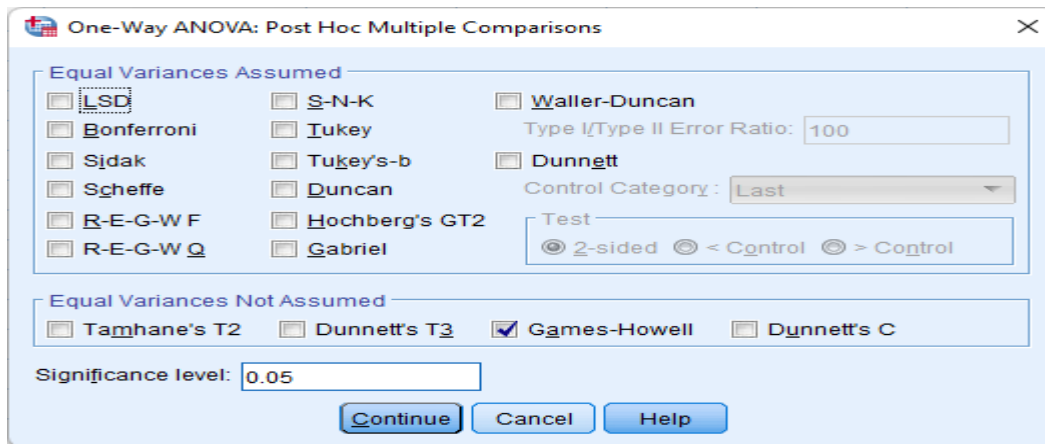 One-Way ANOVA: Post Hoc Multiple Comparisons
Equal Variances Assumed
LSD S-N-K Waller-Duncan
Bonferroni Tukey Type I/Type II Error Ratio: 100
Sidak Tukey's-b Dunnett
Scheffe Duncan Control Category : Last
R-E-G-W F Hochberg's GT2 Test
R-E-G-W Q Gabriel 2-sided < Control > Control
Equal Variances Not Assumed
Tamhane's T2 Dunnett's T3 Games-Howell Dunnett's C
Significance level: 0.05
Continue Cancel Help